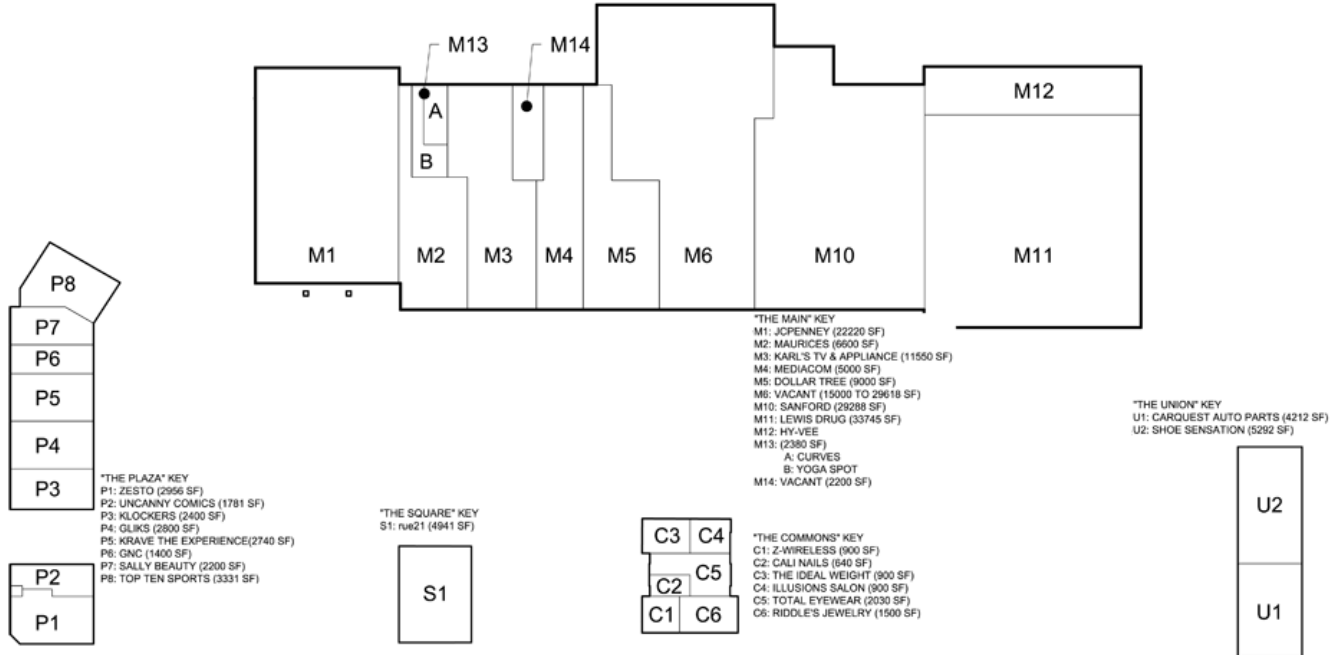 M13
M14
A
B
M12
M1
M2
M3
M4
M5
M6
M10
M11
P8
P7
P6
P5
P4
P3
P2
P1
"THE MAIN" KEY
M1: JCPENNEY (22220 SF)
M2: MAURICES (6600 SF)
M3: KARL'S TV & APPLIANCE (11550 SF)
M4: MEDIACOM (5000 SF)
M5: DOLLAR TREE (9000 SF)
M6: VACANT (15000 TO 29618 SF)
M10: SANFORD (29288 SF)
M11: LEWIS DRUG (33745 SF)
M12: HY-VEE
M13: (2380 SF)
A: CURVES
B: YOGA SPOT
M14: VACANT (2200 SF)
"THE UNION" KEY
U1: CARQUEST AUTO PARTS (4212 SF)
U2: SHOE SENSATION (5292 SF)
U2
U1
"THE PLAZA" KEY
P1: ZESTO (2956 SF)
P2: UNCANNY COMICS (1781 SF)
P3: KLOCKERS (2400 SF)
P4: GLIKS (2800 SF)
P5: KRAVE THE EXPERIENCE(2740 SF)
P6: GNC (1400 SF)
P7: SALLY BEAUTY (2200 SF)
P8: TOP TEN SPORTS (3331 SF)
"THE SQUARE" KEY
S1: rue21 (4941 SF)
S1
C3
C4
C5
C2
C1
C6
"THE COMMONS" KEY
C1: Z-WIRELESS (900 SF)
C2: CALI NAILS (640 SF)
C3: THE IDEAL WEIGHT (900 SF)
C4: ILLUSIONS SALON (900 SF)
C5: TOTAL EYEWEAR (2030 SF)
C6: RIDDLE'S JEWELRY (1500 SF)